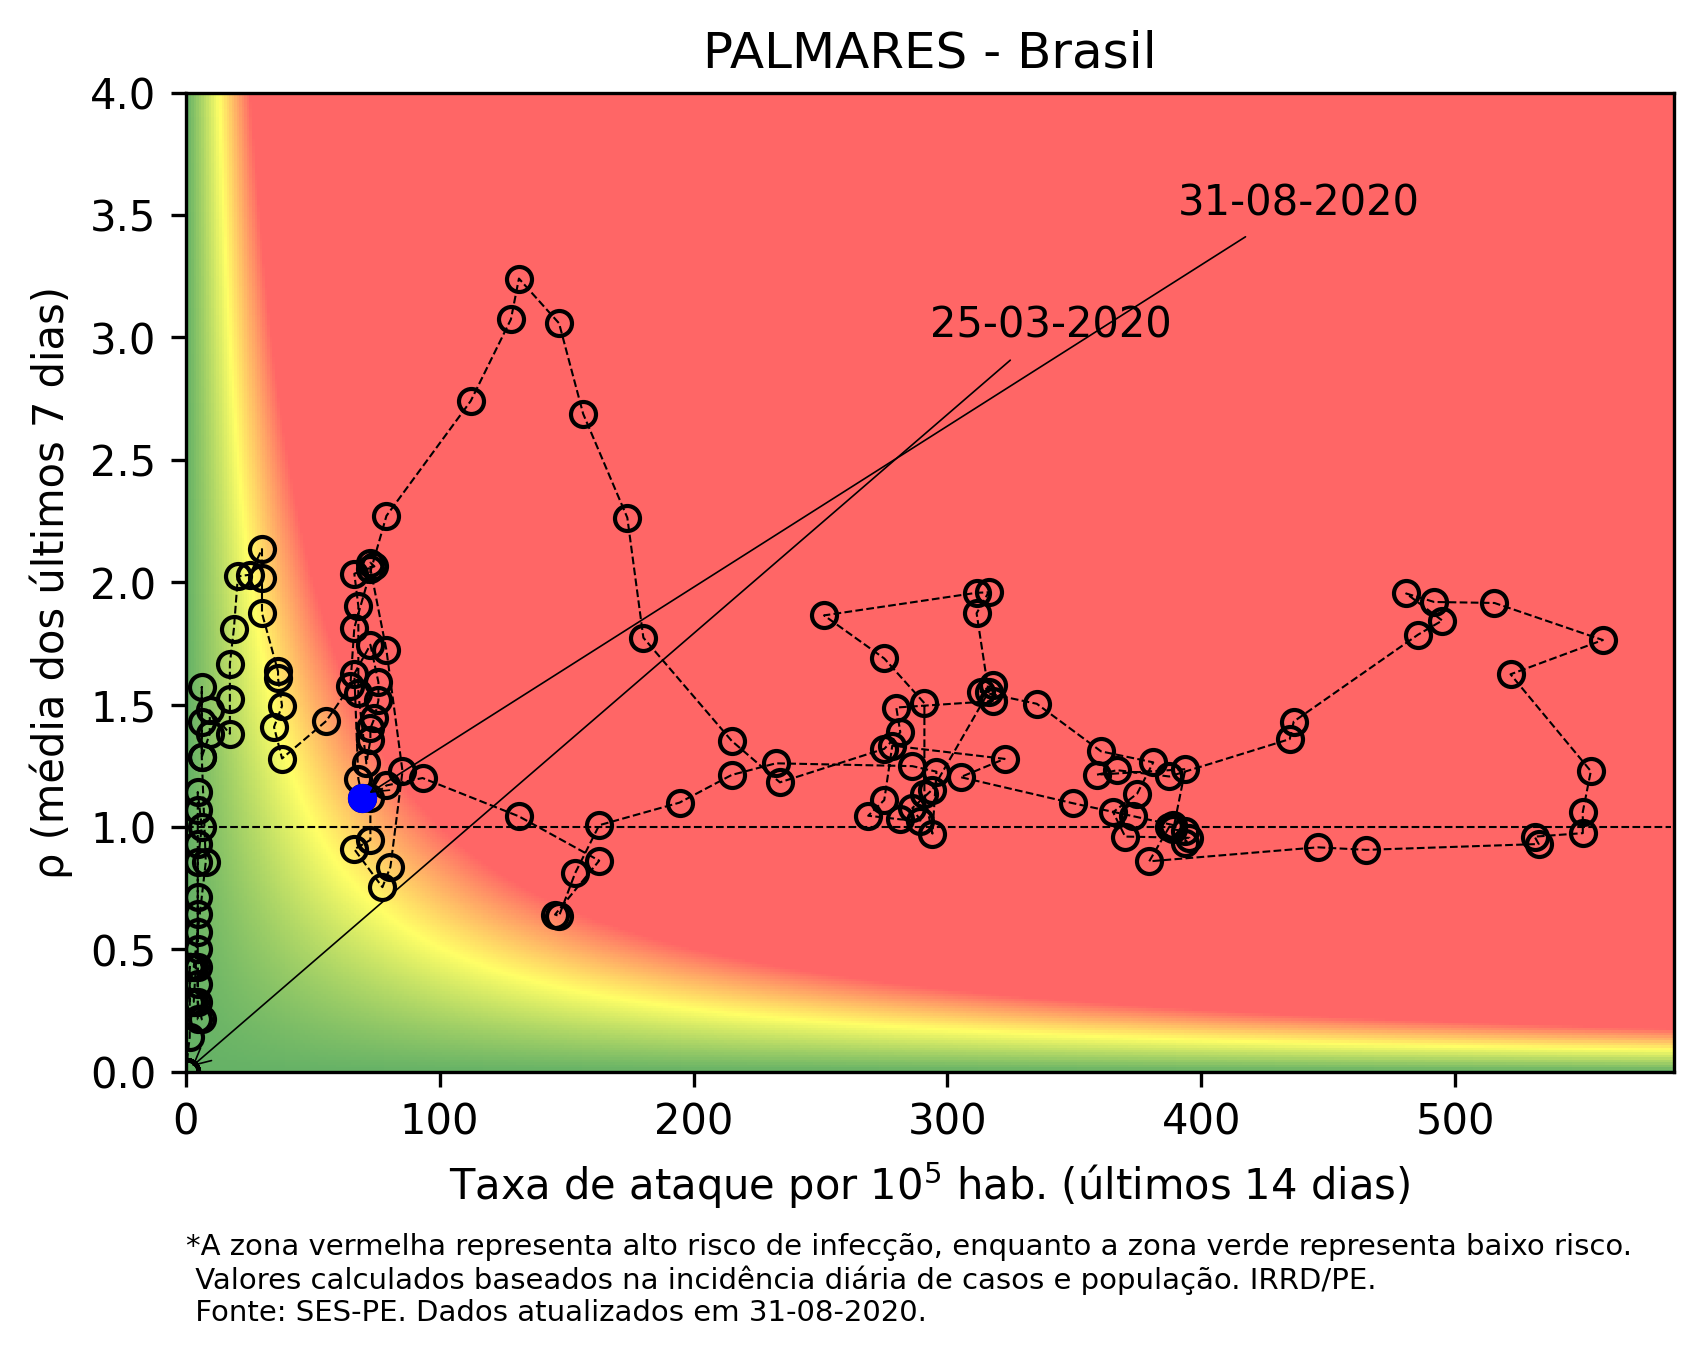 PALMARES - Brasil
4.0
3.5
3.0
2.5
2.0
1.5
1.0
0.5
0.0
ρ (média dos últimos 7 dias)
31-08-2020
25-03-2020
0 100 200 300 400 500
Taxa de ataque por 10⁵ hab. (últimos 14 dias)
*A zona vermelha representa alto risco de infecção, enquanto a zona verde representa baixo risco.
Valores calculados baseados na incidência diária de casos e população. IRRD/PE.
Fonte: SES-PE. Dados atualizados em 31-08-2020.